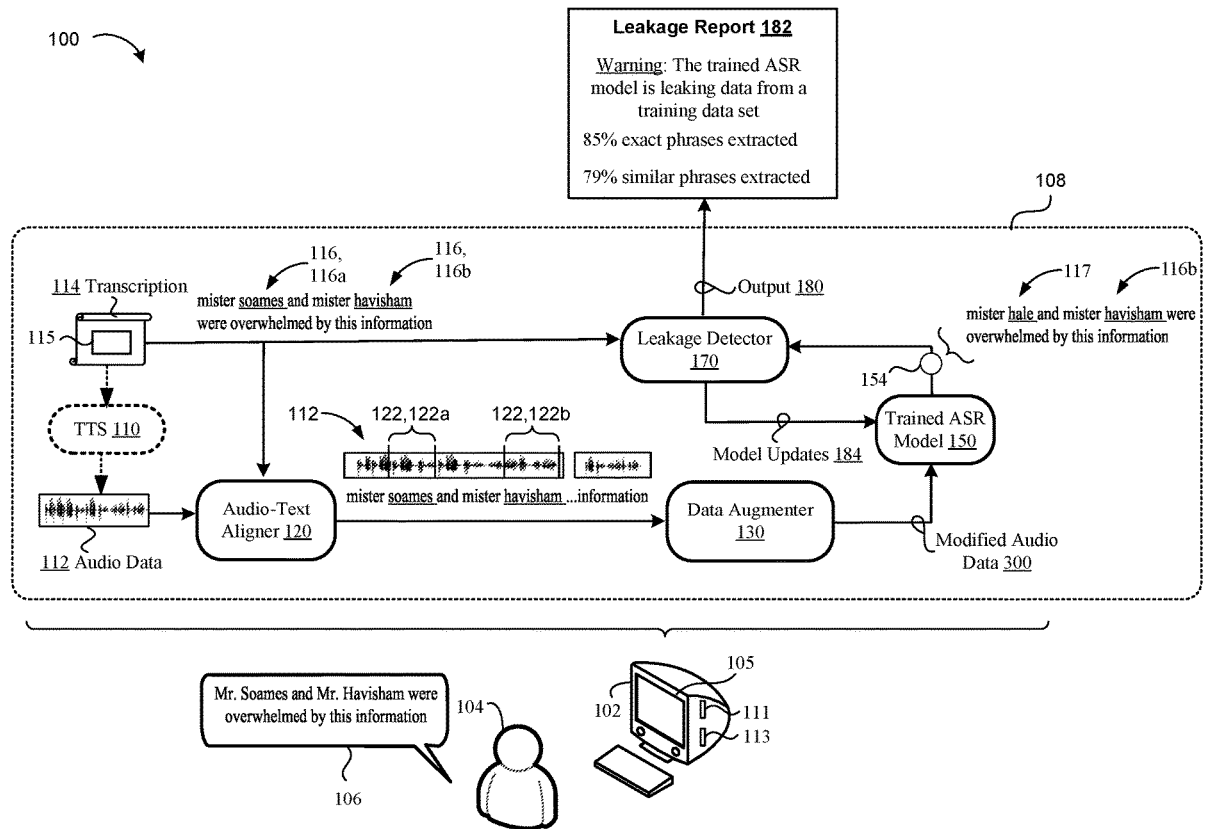 100
Leakage Report 182
Warning: The trained ASR
model is leaking data from a
training data set
85% exact phrases extracted
79% similar phrases extracted
108
116,
116a
116,
116b
117
116b
114 Transcription
115
mister soames and mister havisham
were overwhelmed by this information
Output 180
mister hale and mister havisham were
overwhelmed by this information
Leakage Detector
170
154
TTS 110
112
122,122a
122,122b
Model Updates 184
Trained ASR
Model 150
mister soames and mister havisham ...information
Audio-Text
Aligner 120
Data Augmenter
130
112 Audio Data
Modified Audio
Data 300
Mr. Soames and Mr. Havisham were
overwhelmed by this information
106
104
102
105
111
113